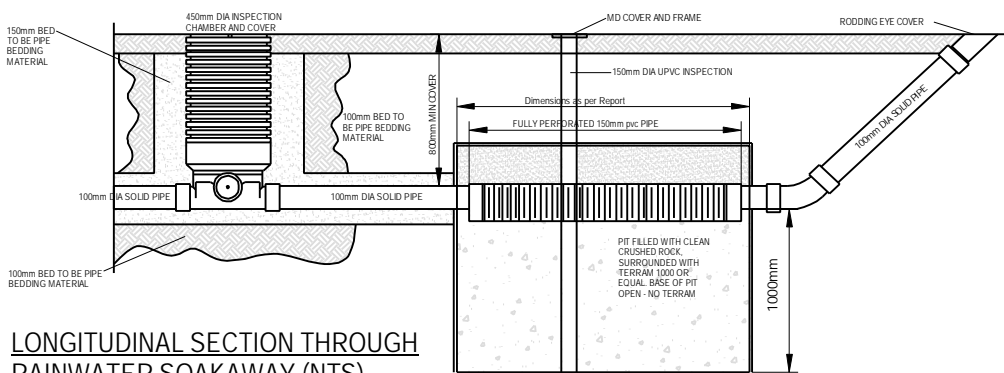 450mm DIA INSPECTION
CHAMBER AND COVER
MD COVER AND FRAME
RODDING EYE COVER
150mm BED
TO BE PIPE
BEDDING
MATERIAL
150mm DIA UPVC INSPECTION
800mm MIN COVER
Dimensions as per Report
100mm BED TO
BE PIPE BEDDING
MATERIAL
FULLY PERFORATED 150mm pvc PIPE
100mm DIA SOLID PIPE
100mm DIA SOLID PIPE
100mm DIA SOLID PIPE
PIT FILLED WITH CLEAN
CRUSHED ROCK,
SURROUNDED WITH
TERRAM 1000 OR
EQUAL. BASE OF PIT
OPEN - NO TERRAM
1000mm
100mm BED TO BE PIPE
BEDDING MATERIAL
LONGITUDINAL SECTION THROUGH
RAINWATER SOAKAWAY (NTS)